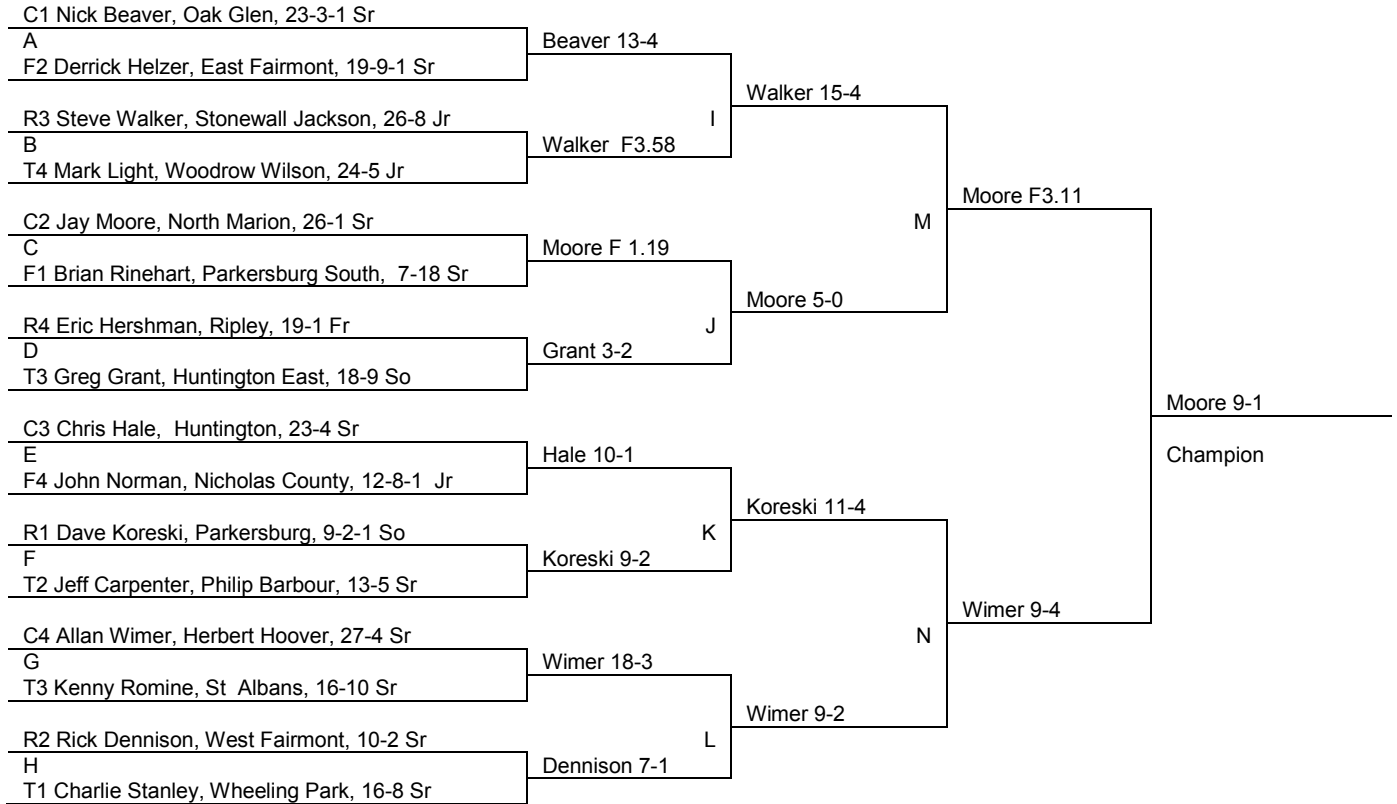 C1 Nick Beaver, Oak Glen, 23-3-1 Sr
A
Beaver 13-4
F2 Derrick Helzer, East Fairmont, 19-9-1 Sr
Walker 15-4
R3 Steve Walker, Stonewall Jackson, 26-8 Jr
I
B
Walker  F3.58
T4 Mark Light, Woodrow Wilson, 24-5 Jr
Moore F3.11
C2 Jay Moore, North Marion, 26-1 Sr
M
C
Moore F 1.19
F1 Brian Rinehart, Parkersburg South,  7-18 Sr
Moore 5-0
R4 Eric Hershman, Ripley, 19-1 Fr
J
D
Grant 3-2
T3 Greg Grant, Huntington East, 18-9 So
Moore 9-1
C3 Chris Hale,  Huntington, 23-4 Sr
E
Hale 10-1
Champion
F4 John Norman, Nicholas County, 12-8-1  Jr
Koreski 11-4
R1 Dave Koreski, Parkersburg, 9-2-1 So
K
F
Koreski 9-2
T2 Jeff Carpenter, Philip Barbour, 13-5 Sr
Wimer 9-4
C4 Allan Wimer, Herbert Hoover, 27-4 Sr
N
G
Wimer 18-3
T3 Kenny Romine, St  Albans, 16-10 Sr
Wimer 9-2
R2 Rick Dennison, West Fairmont, 10-2 Sr
L
H
Dennison 7-1
T1 Charlie Stanley, Wheeling Park, 16-8 Sr